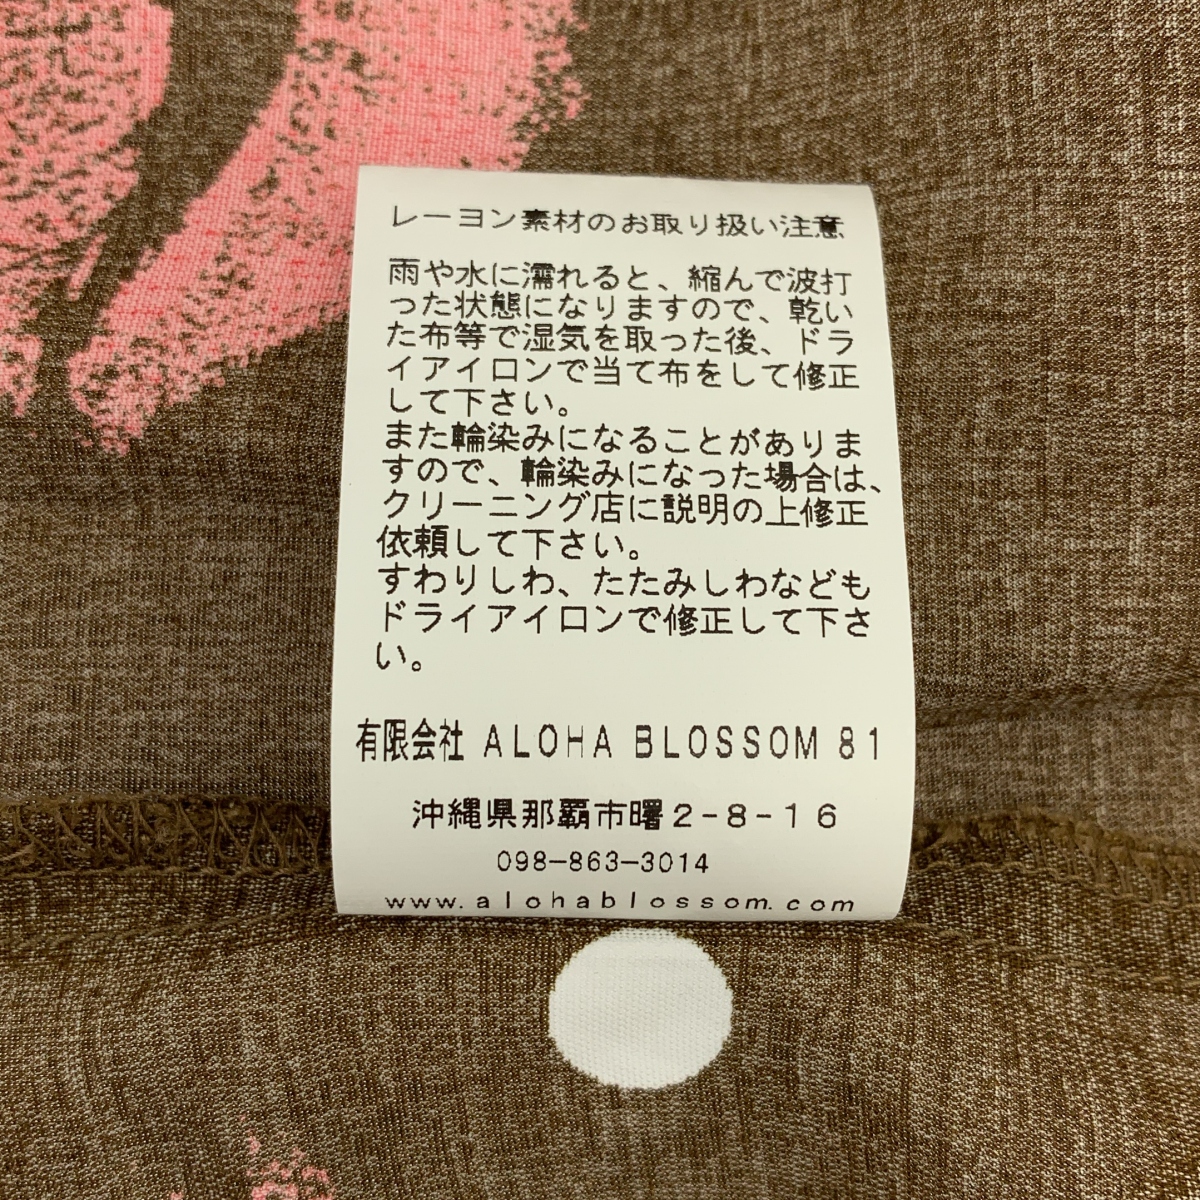 レーヨン素材のお取り扱い注意
雨や水に濡れると、縮んで波打
った状態になりますので、乾い
た布等で湿気を取った後、ドラ
イアイロンで当て布をして修正
して下さい。
また輪染みになることがありま
すので、輪染みになった場合は、
クリーニング店に説明の上修正
依頼して下さい。
すわりしわ、たたみしわなども
ドライアイロンで修正して下さ
い。
有限会社 ALOHA BLOSSOM 81
沖縄県那覇市曙2-8-16
098-863-3014
www.alohablossom.com